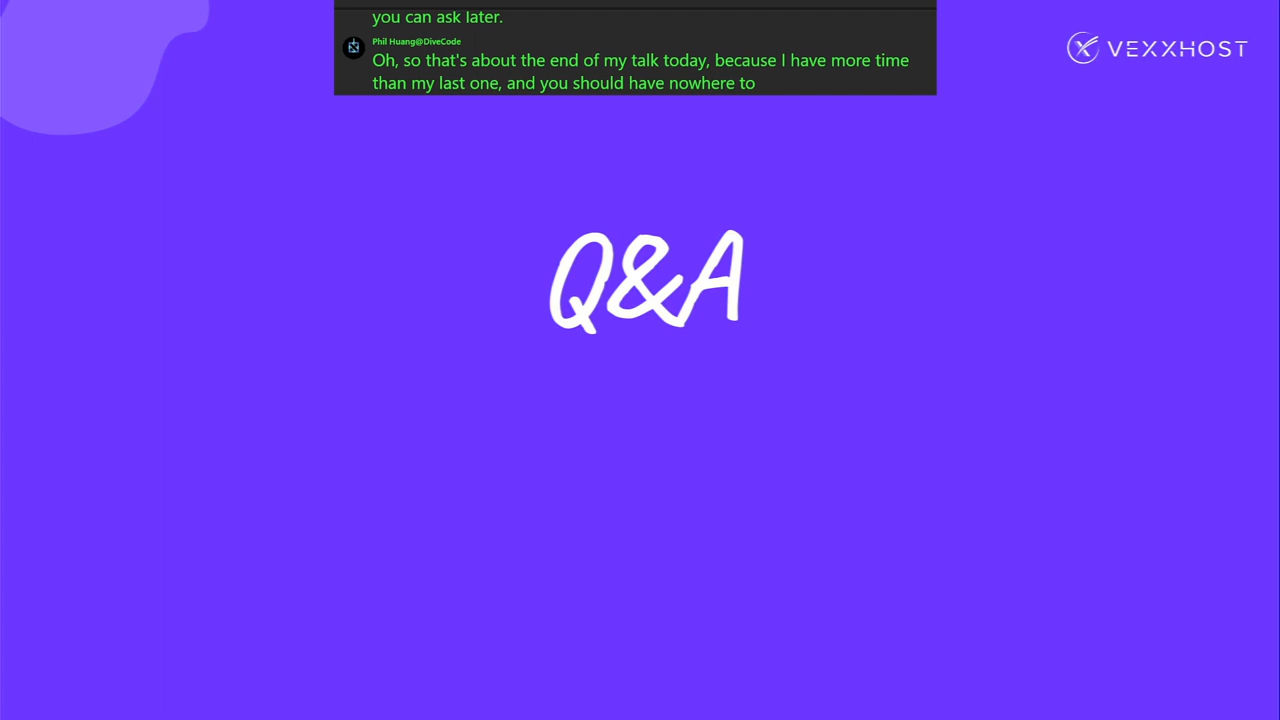 you can ask later.
Phil Huang@DiveCode
Oh, so that's about the end of my talk today, because I have more time
than my last one, and you should have nowhere to
VEXXHOST
Q&A